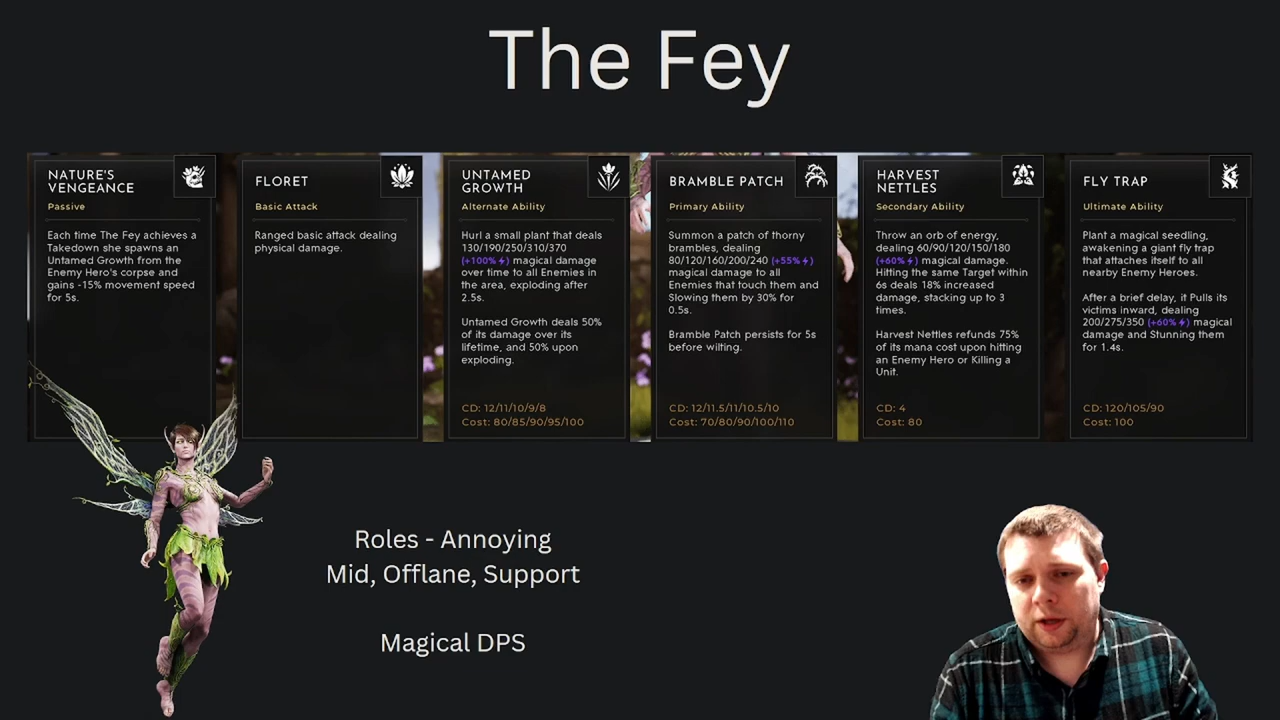 The Fey
NATURE'S
VENGEANCE
Passive
Each time The Fey achieves a
Takedown she spawns an
Untamed Growth from the
Enemy Hero's corpse and
gains -15% movement speed
for 5s.
FLORET
Basic Attack
Ranged basic attack dealing
physical damage.
UNTAMED
GROWTH
Alternate Ability
Hurl a small plant that deals
130/190/250/310/370
(+100%) magical damage
over time to all Enemies in
the area, exploding after
2.5s.
Untamed Growth deals 50%
of its damage over its
lifetime, and 50% upon
exploding.
CD: 12/11/10/9/8
Cost: 80/85/90/95/100
BRAMBLE PATCH
Primary Ability
Summon a patch of thorny
brambles, dealing
80/120/160/200/240 (+55%)
magical damage to all
Enemies that touch them and
Slowing them by 30% for
0.5s.
Bramble Patch persists for 5s
before wilting.
CD: 12/11.5/11/10.5/10
Cost: 70/80/90/100/110
HARVEST
NETTLES
Secondary Ability
Throw an orb of energy,
dealing 60/90/120/150/180
(+60%) magical damage.
Hitting the same Target within
6s deals 18% increased
damage, stacking up to 3
times.
Harvest Nettles refunds 75%
of its mana cost upon hitting
an Enemy Hero or Killing a
Unit.
CD: 4
Cost: 80
FLY TRAP
Ultimate Ability
Plant a magical seedling,
awakening a giant fly trap
that attaches itself to all
nearby Enemy Heroes.
After a brief delay, it Pulls its
victims inward, dealing
200/275/350 (+60%) magical
damage and Stunning them
for 1.4s.
CD: 120/105/90
Cost: 100
Roles - Annoying
Mid, Offlane, Support
Magical DPS